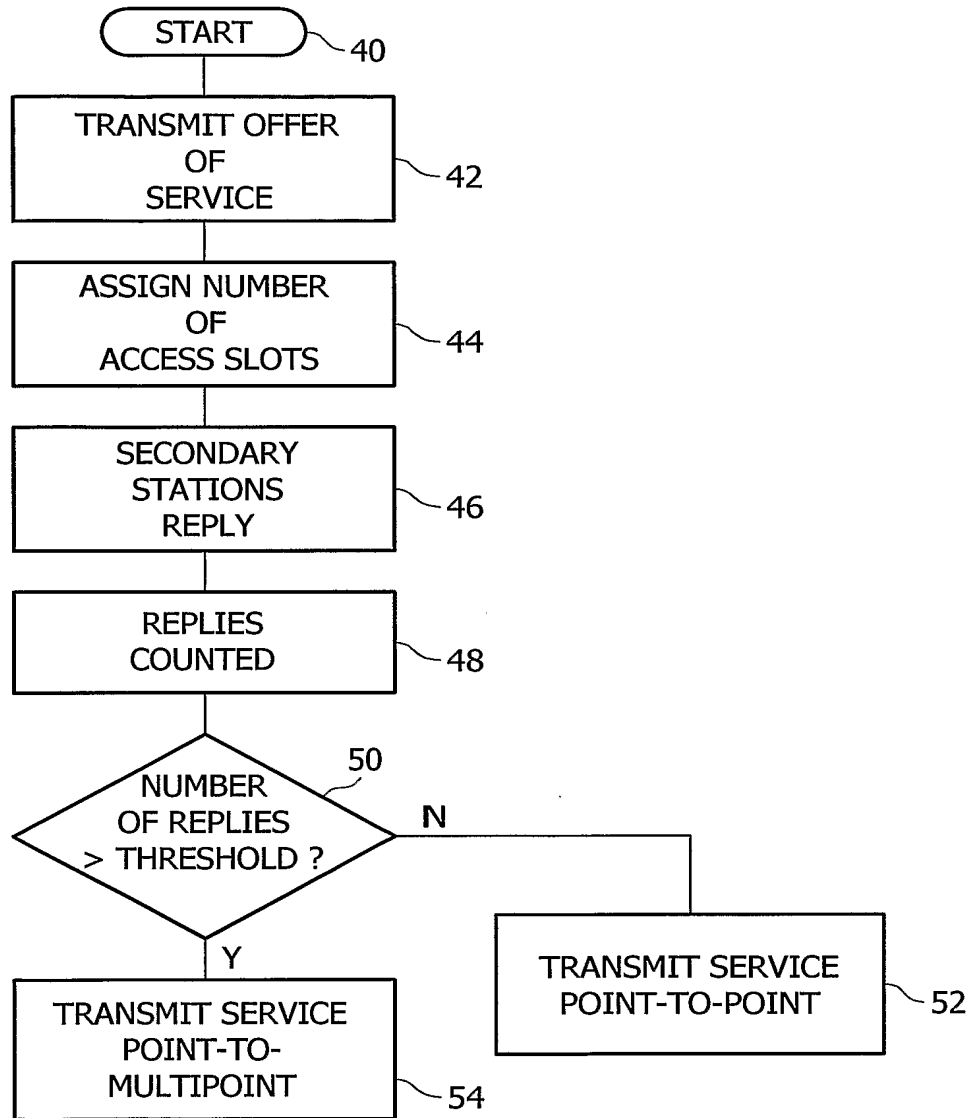 START
40
TRANSMIT OFFER
OF
SERVICE
42
ASSIGN NUMBER
OF
ACCESS SLOTS
44
SECONDARY
STATIONS
REPLY
46
REPLIES
COUNTED
48
50
NUMBER
OF REPLIES
> THRESHOLD ?
N
Y
TRANSMIT SERVICE
POINT-TO-POINT
52
TRANSMIT SERVICE
POINT-TO-
MULTIPOINT
54